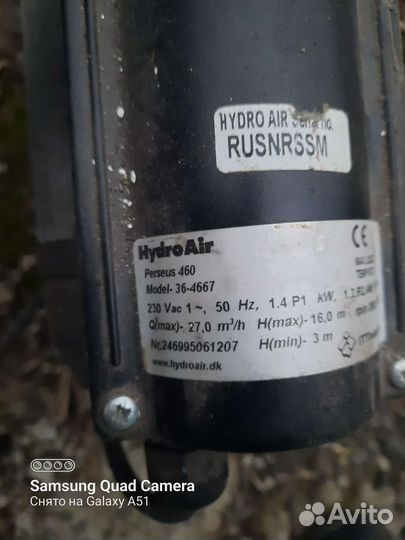 HYDRO AIR Serial no.
RUSNRSSM
HydroAir
Perseus 460
Model- 36-4667
230 Vac 1~, 50 Hz, 1.4 P1 kW, 1.2
Q(max)- 27,0 m³/h H(max)- 16,0 m
Nr.246995061207 H(min)- 3 m
www.hydroair.dk
Samsung Quad Camera
Снято на Galaxy A51
Avito